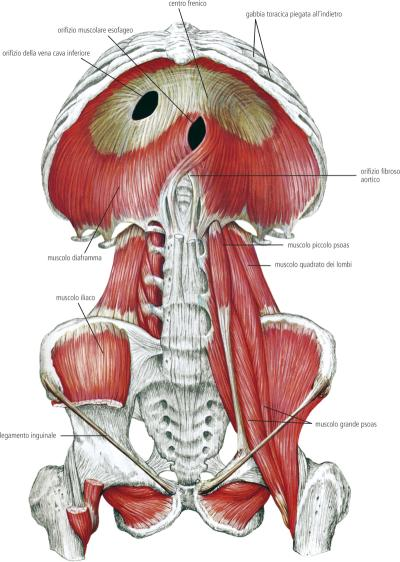 centro frenico
gabbia toracica piegata all'indietro
orifizio muscolare esofageo
orifizio della vena cava inferiore
orifizio fibroso
aortico
muscolo piccolo psoas
muscolo diaframma
muscolo quadrato dei lombi
muscolo iliaco
muscolo grande psoas
legamento inguinale